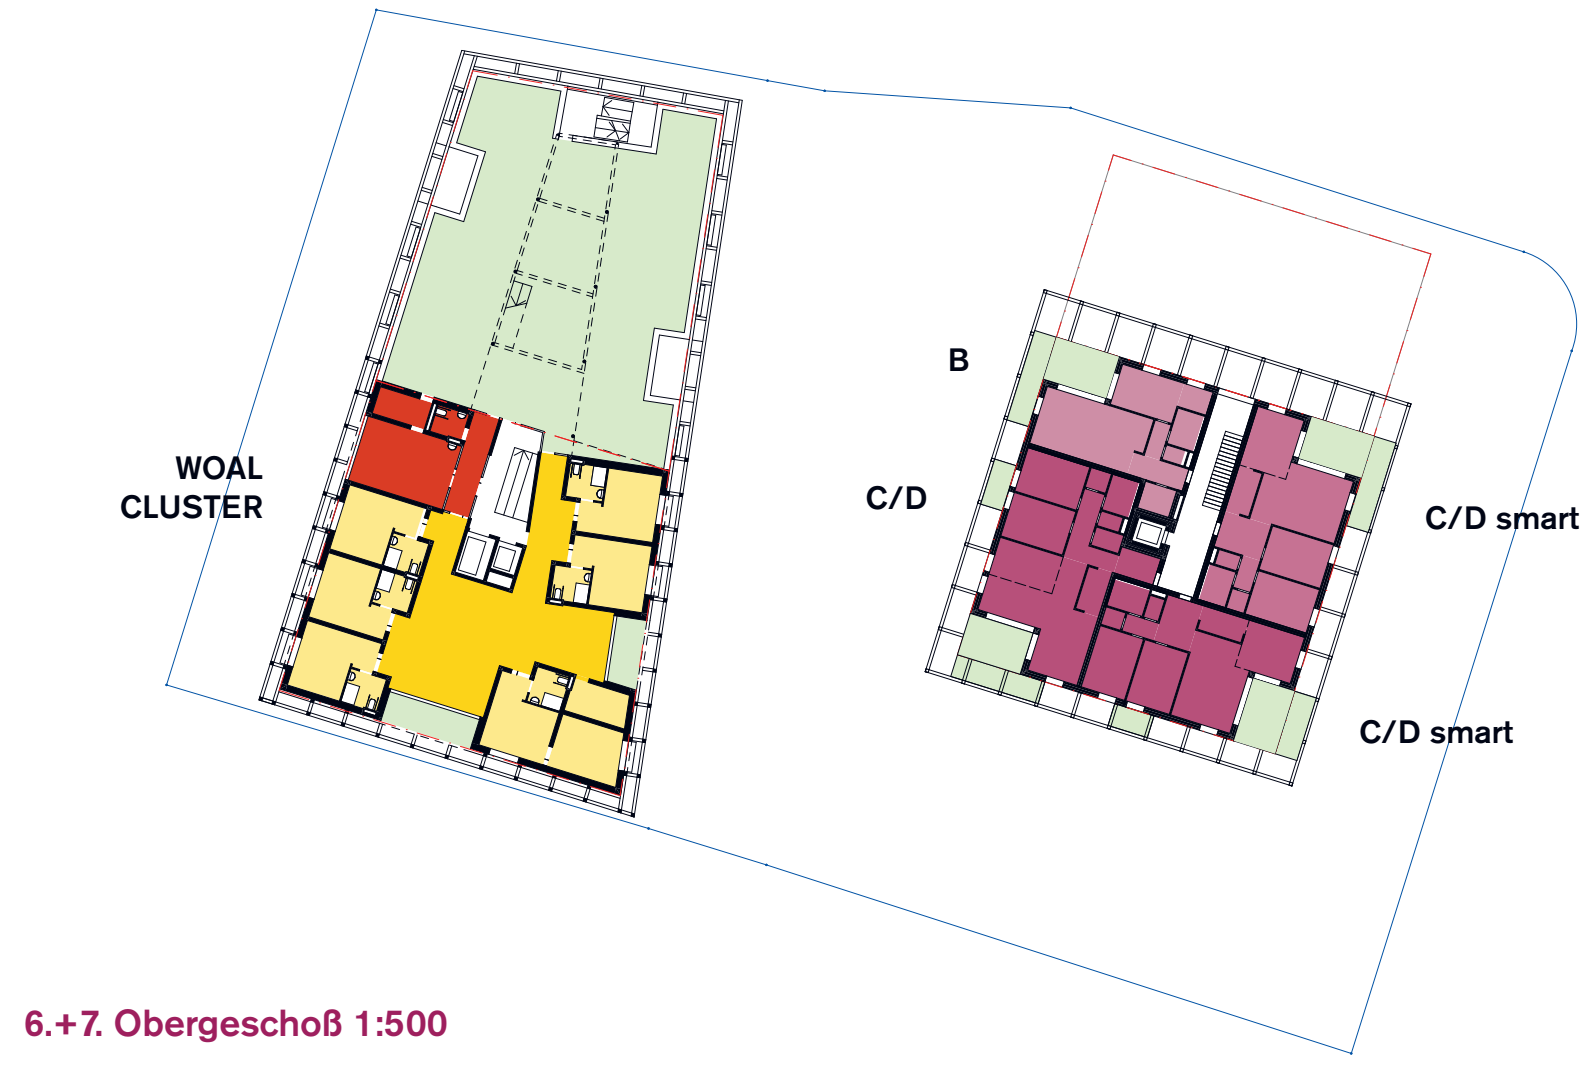 B
WOAL
CLUSTER
C/D
C/D smart
C/D smart
6.+7. Obergeschoß 1:500